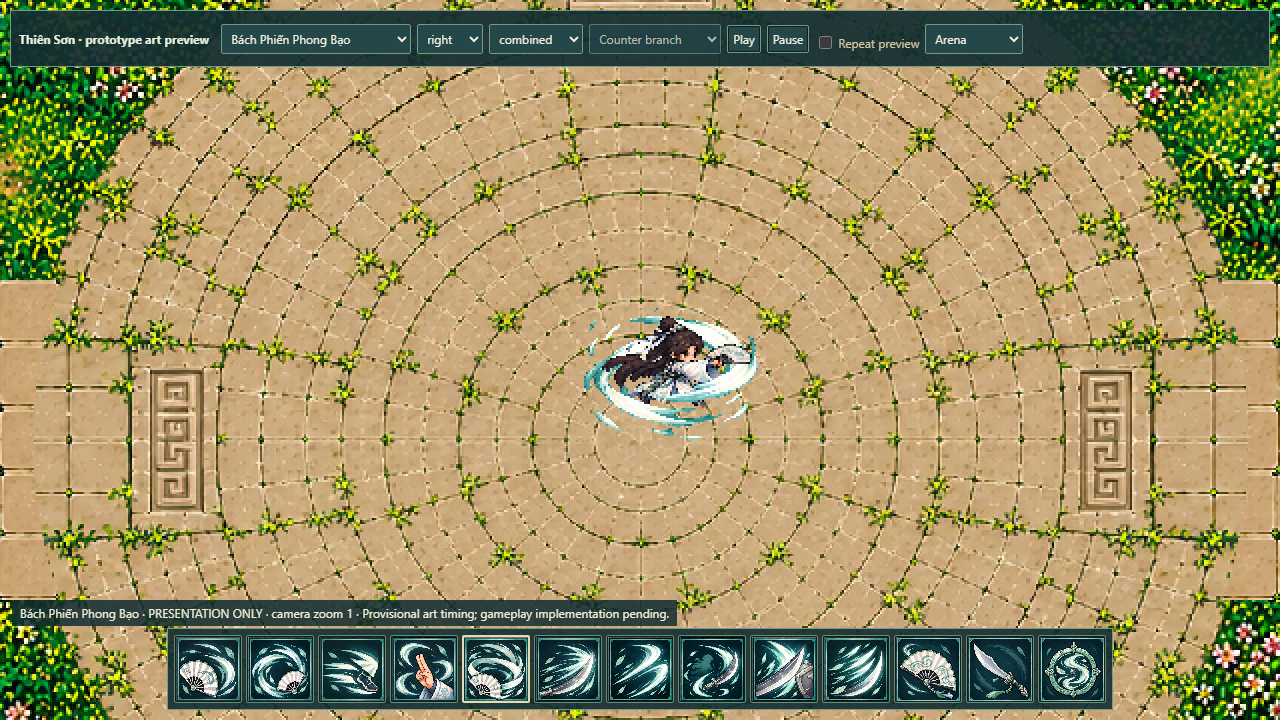 Thiên Sơn · prototype art preview
Bách Phiến Phong Bạo
right
combined
Counter branch
Play
Pause
Repeat preview
Arena
Bách Phiến Phong Bạo · PRESENTATION ONLY · camera zoom 1 · Provisional art timing; gameplay implementation pending.